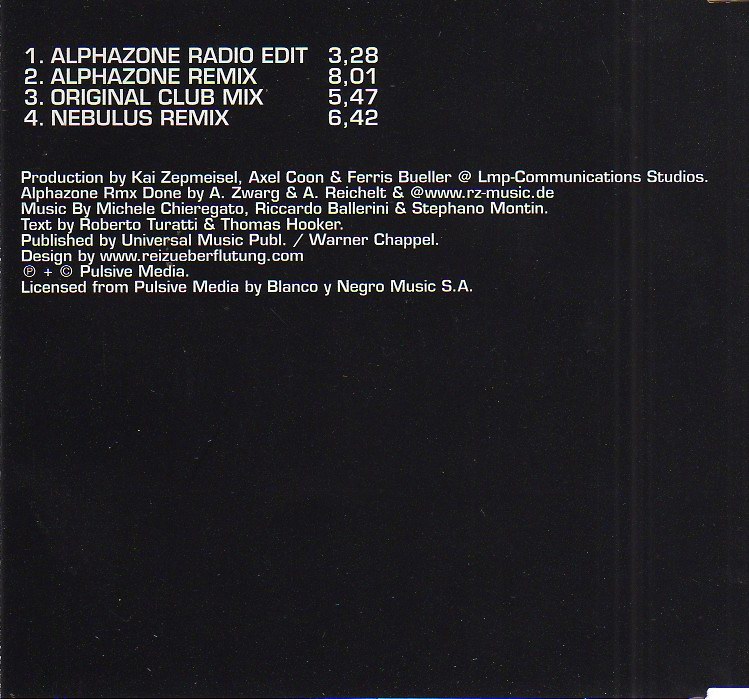 1. ALPHAZONE RADIO EDIT 3,28
2. ALPHAZONE REMIX 8,01
3. ORIGINAL CLUB MIX 5,47
4. NEBULUS REMIX 6,42
Production by Kai Zepmeisel, Axel Coon & Ferris Bueller @ Lmp-Communications Studios.
Alphazone Rmx Done by A. Zwarg & A. Reichelt & @www.rz-music.de
Music By Michele Chieregato, Riccardo Ballerini & Stephano Montin.
Text by Roberto Turatti & Thomas Hooker.
Published by Universal Music Publ. / Warner Chappel.
Design by www.reizueberflutung.com
℗ + © Pulsive Media.
Licensed from Pulsive Media by Blanco y Negro Music S.A.